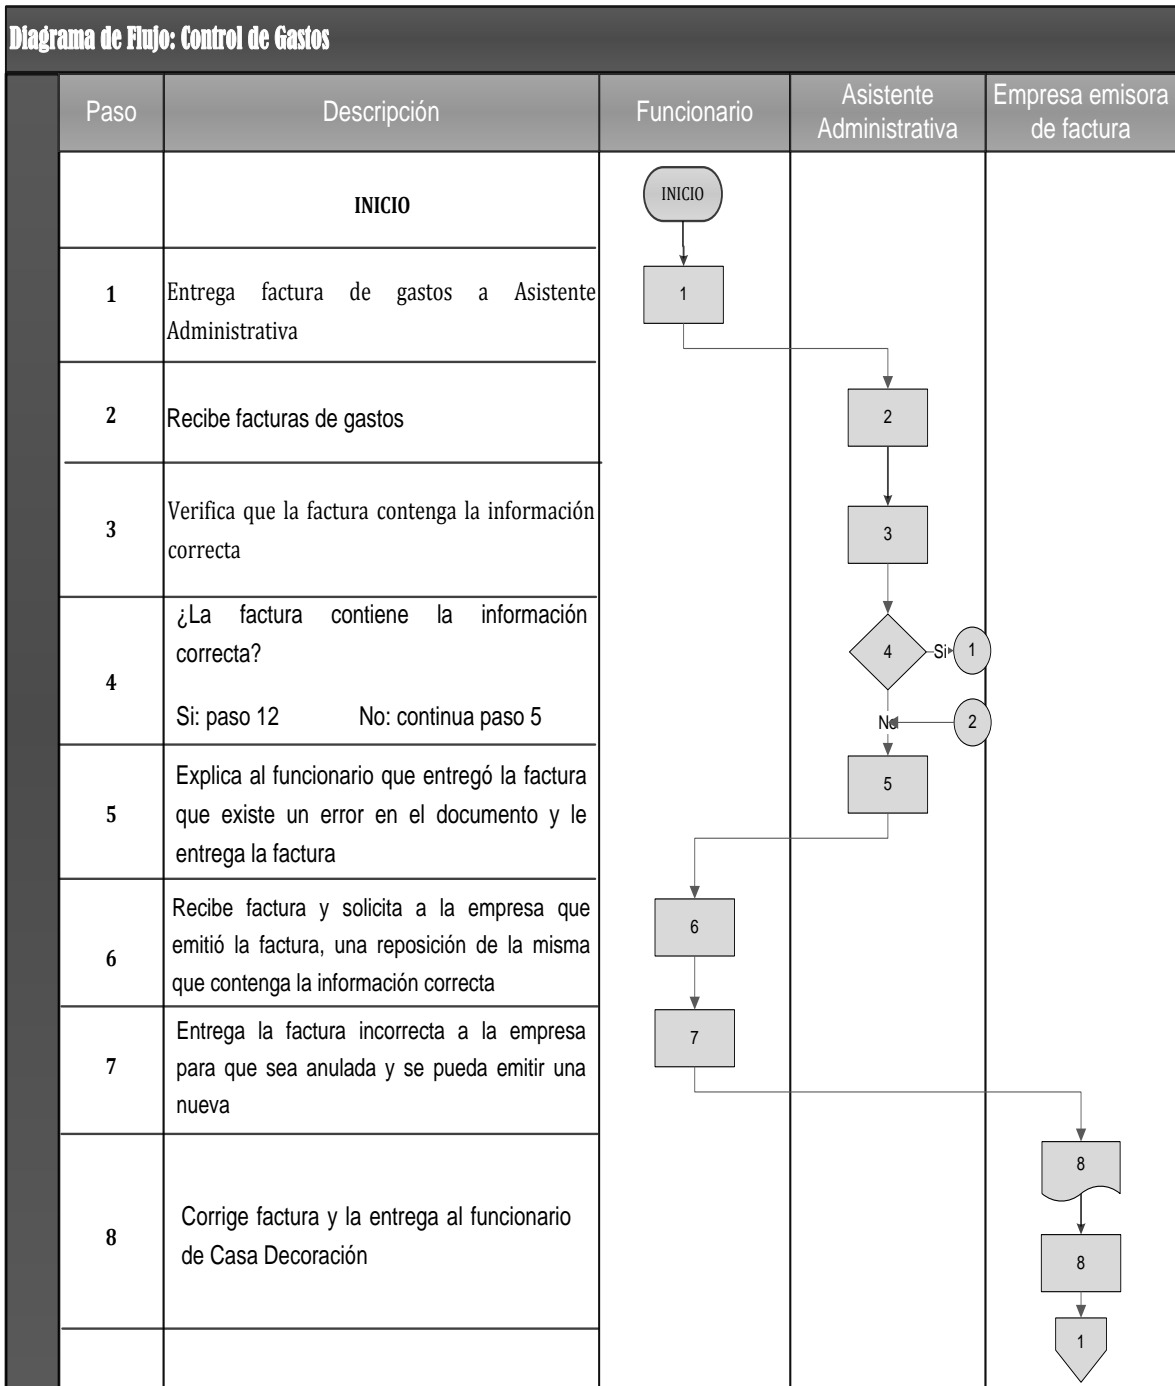 Diagrama de Flujo: Control de Gastos
Paso
Descripción
Funcionario
Asistente
Administrativa
Empresa emisora
de factura
INICIO
INICIO
1
Entrega factura de gastos a Asistente
Administrativa
1
2
Recibe facturas de gastos
2
3
Verifica que la factura contenga la información
correcta
3
4
¿La factura contiene la información
correcta?
Si: paso 12 No: continua paso 5
4
Si
1
No
2
5
Explica al funcionario que entregó la factura
que existe un error en el documento y le
entrega la factura
5
6
Recibe factura y solicita a la empresa que
emitió la factura, una reposición de la misma
que contenga la información correcta
6
7
Entrega la factura incorrecta a la empresa
para que sea anulada y se pueda emitir una
nueva
7
8
Corrige factura y la entrega al funcionario
de Casa Decoración
8
8
1